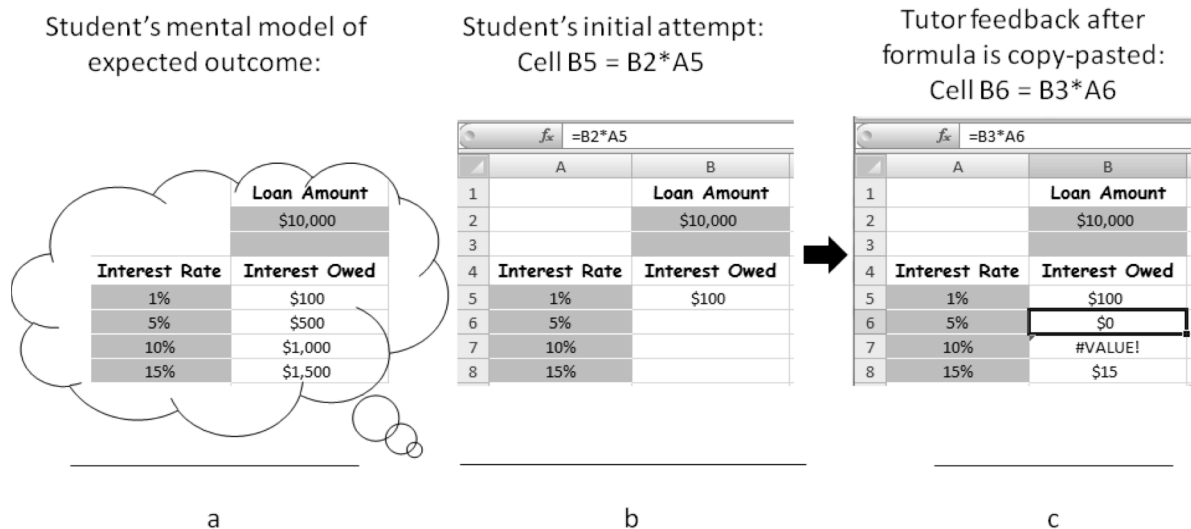 Student's mental model of
expected outcome:
Loan Amount
$10,000
Interest Rate Interest Owed
1% $100
5% $500
10% $1,000
15% $1,500
a
Student's initial attempt:
Cell B5 = B2*A5
fx =B2*A5
A B
1 Loan Amount
2 $10,000
3
4 Interest Rate Interest Owed
5 1% $100
6 5%
7 10%
8 15%
b
Tutor feedback after
formula is copy-pasted:
Cell B6 = B3*A6
fx =B3*A6
A B
1 Loan Amount
2 $10,000
3
4 Interest Rate Interest Owed
5 1% $100
6 5% $0
7 10% #VALUE!
8 15% $15
c